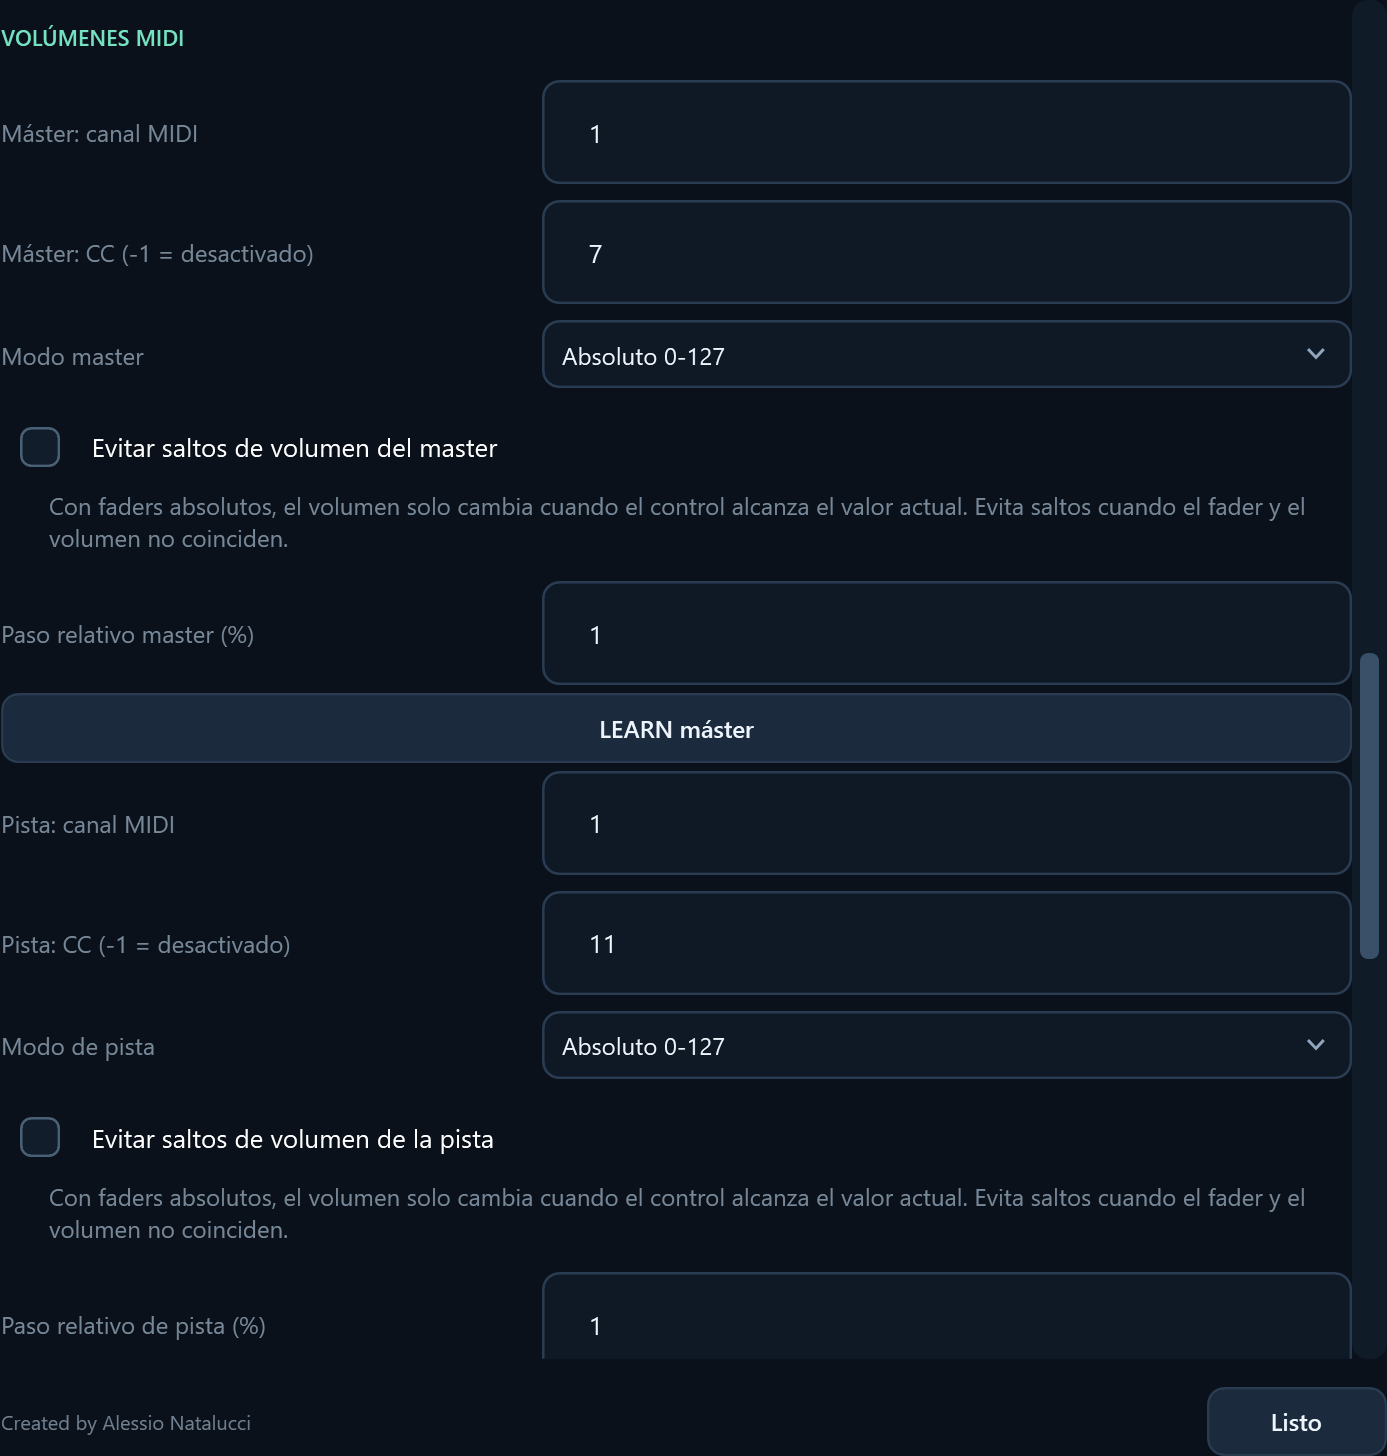 VOLÚMENES MIDI
Máster: canal MIDI
1
Máster: CC (-1 = desactivado)
7
Modo master
Absoluto 0-127
Evitar saltos de volumen del master
Con faders absolutos, el volumen solo cambia cuando el control alcanza el valor actual. Evita saltos cuando el fader y el
volumen no coinciden.
Paso relativo master (%)
1
LEARN máster
Pista: canal MIDI
1
Pista: CC (-1 = desactivado)
11
Modo de pista
Absoluto 0-127
Evitar saltos de volumen de la pista
Con faders absolutos, el volumen solo cambia cuando el control alcanza el valor actual. Evita saltos cuando el fader y el
volumen no coinciden.
Paso relativo de pista (%)
1
Created by Alessio Natalucci
Listo